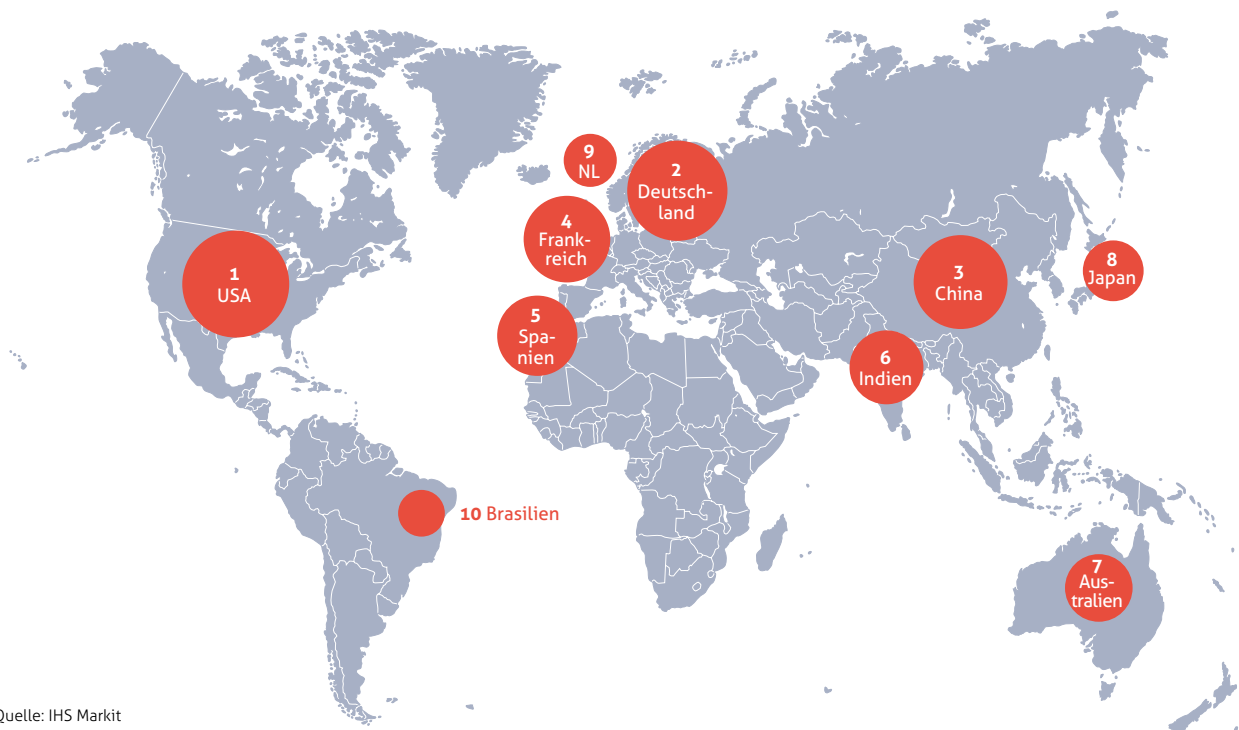 9
NL
2
Deutsch-
land
4
Frank-
reich
1
USA
3
China
8
Japan
5
Spa-
nien
6
Indien
10 Brasilien
7
Aus-
tralien
Quelle: IHS Markit